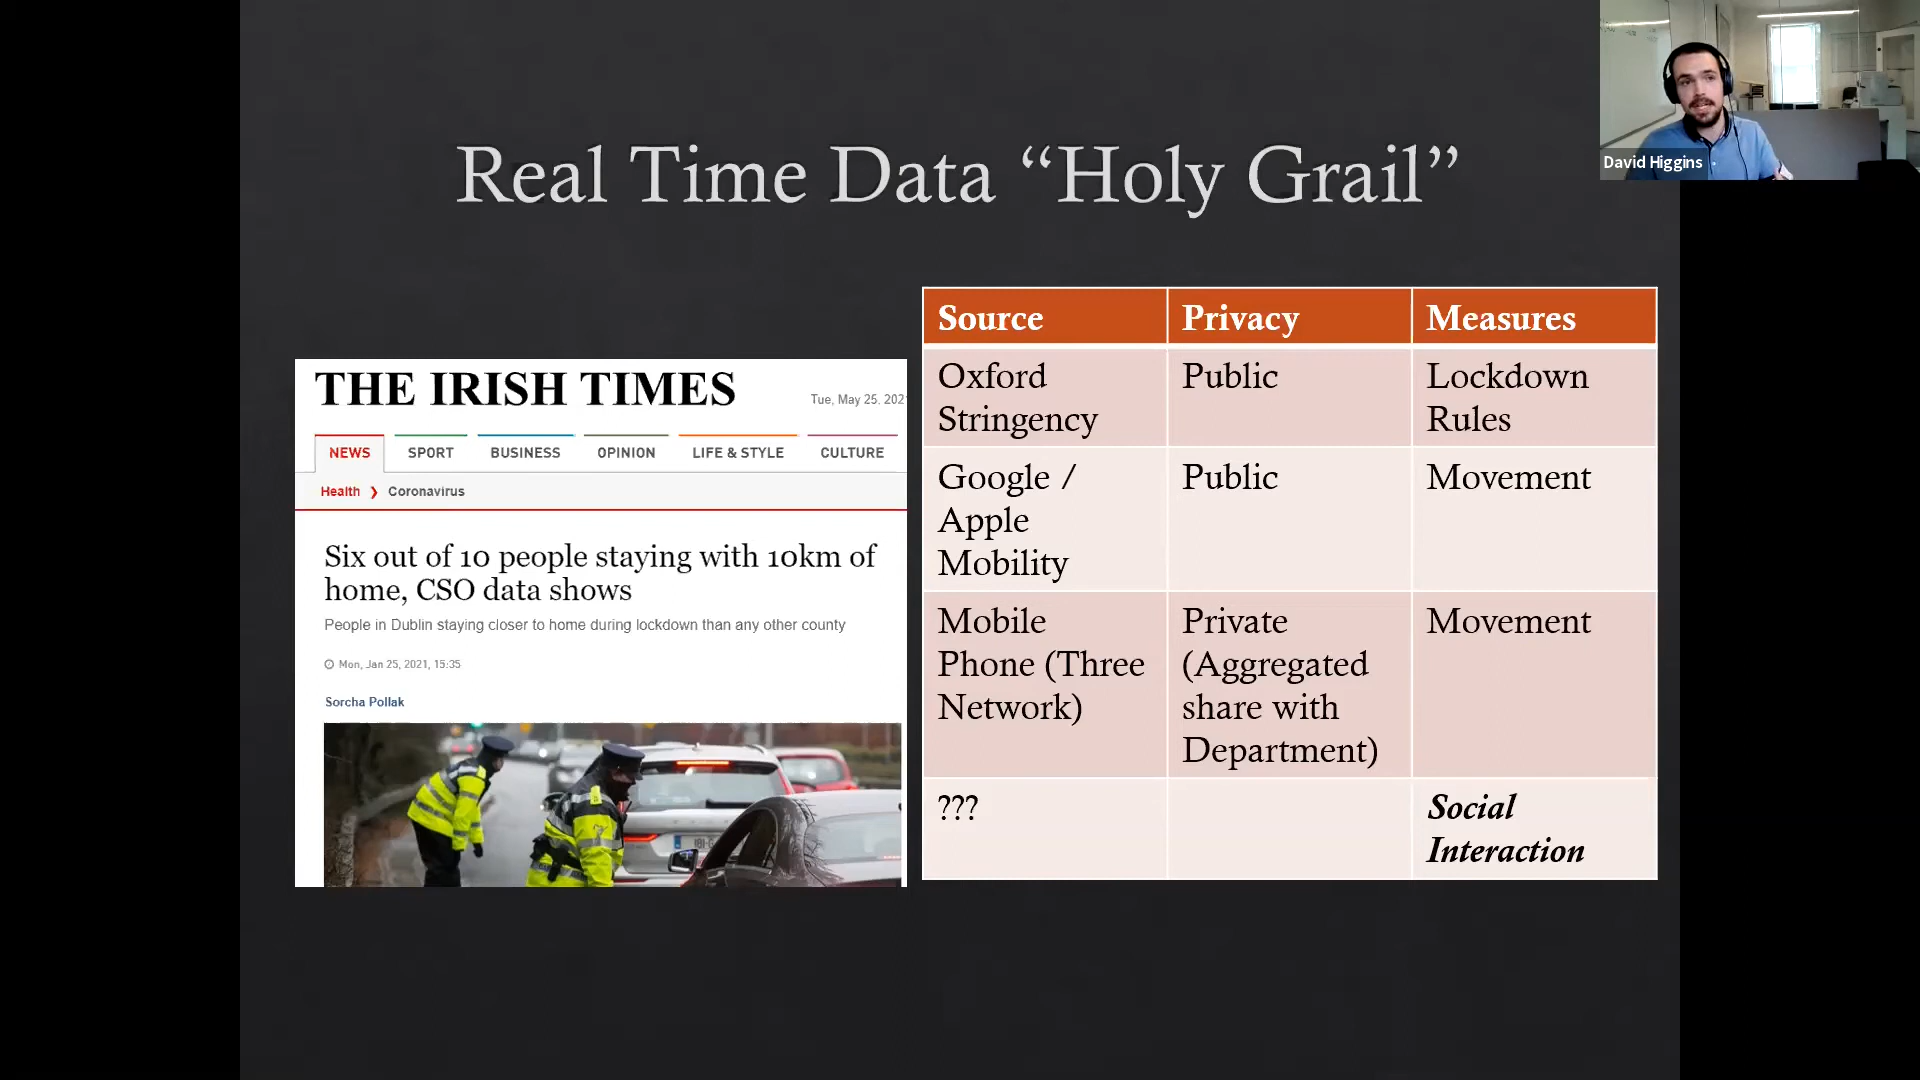 Real Time Data “Holy Grail”
David Higgins
THE IRISH TIMES
Tue, May 25, 202
NEWS SPORT BUSINESS OPINION LIFE & STYLE CULTURE
Health ❯ Coronavirus
Six out of 10 people staying with 10km of
home, CSO data shows
People in Dublin staying closer to home during lockdown than any other county
Mon, Jan 25, 2021, 15:35
Sorcha Pollak
Source Privacy Measures
Oxford Public Lockdown
Stringency Rules
Google / Public Movement
Apple
Mobility
Mobile Private Movement
Phone (Three (Aggregated
Network) share with
Department)
??? Social
Interaction